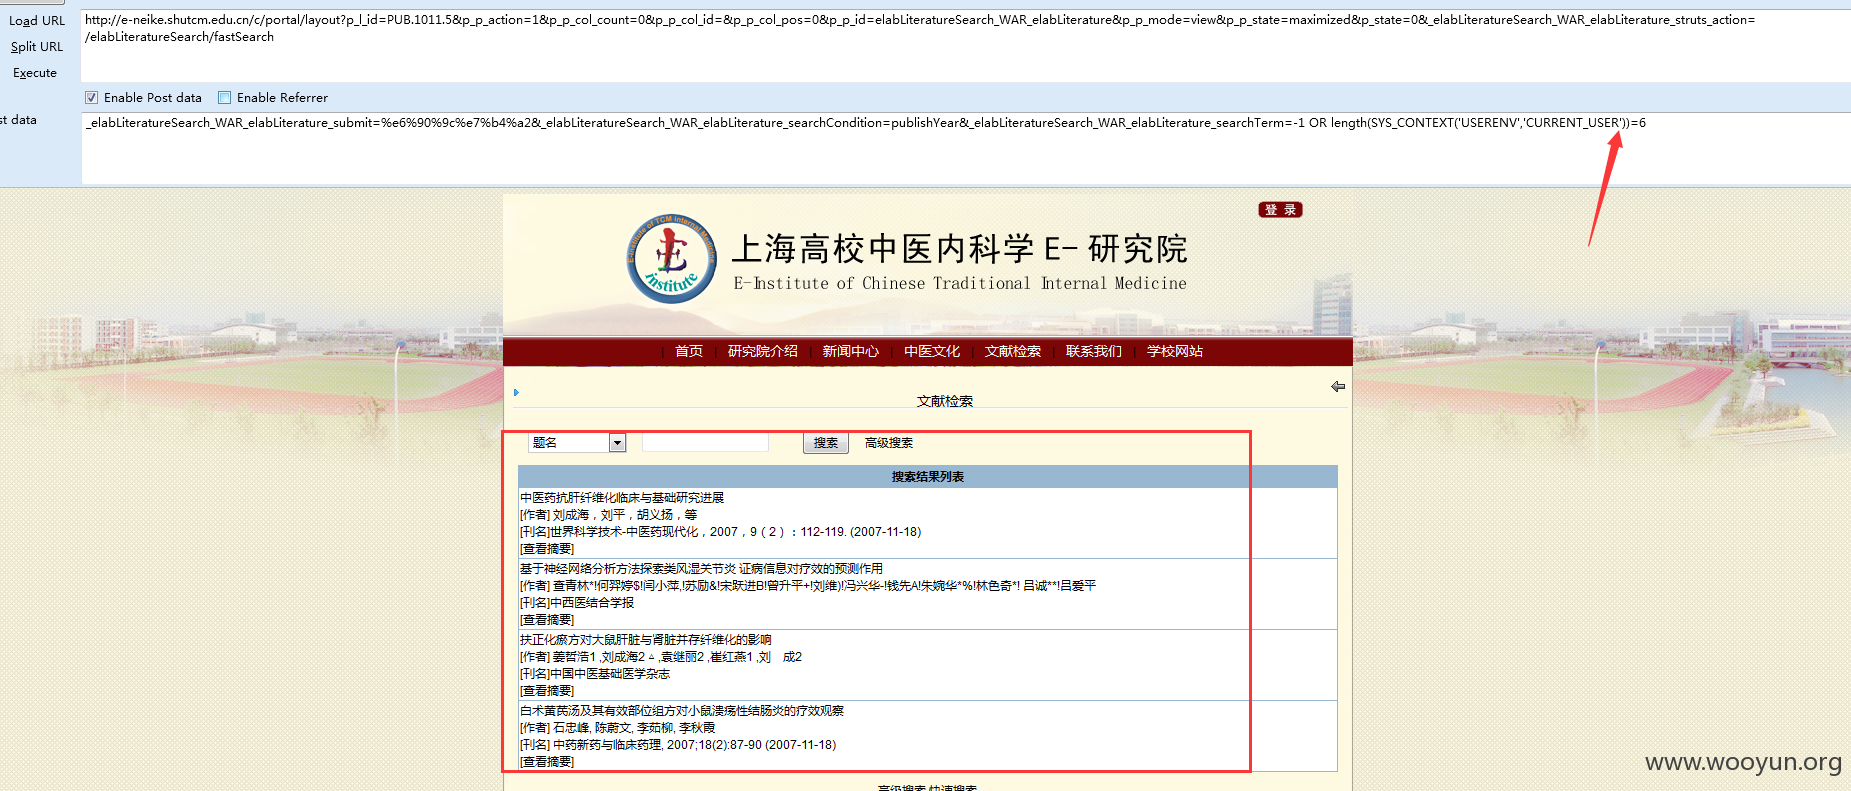 Load URL
http://e-neike.shutcm.edu.cn/c/portal/layout?p_l_id=PUB.1011.5&p_p_action=1&p_p_col_count=0&p_p_col_id=&p_p_col_pos=0&p_p_id=elabLiteratureSearch_WAR_elabLiterature&p_p_mode=view&p_p_state=maximized&p_state=0&_elabLiteratureSearch_WAR_elabLiterature_struts_action=
/elabLiteratureSearch/fastSearch
Split URL
Execute
Enable Post data Enable Referrer
st data
_elabLiteratureSearch_WAR_elabLiterature_submit=%e6%90%9c%e7%b4%a2&_elabLiteratureSearch_WAR_elabLiterature_searchCondition=publishYear&_elabLiteratureSearch_WAR_elabLiterature_searchTerm=-1 OR length(SYS_CONTEXT('USERENV','CURRENT_USER'))=6
登 录
E-Institute of TCM Internal Medicine
institute
上海高校中医内科学 E- 研究院
E-Institute of Chinese Traditional Internal Medicine
首页 研究院介绍 新闻中心 中医文化 文献检索 联系我们 学校网站
文献检索
题名 搜索 高级搜索
搜索结果列表
中医药抗肝纤维化临床与基础研究进展
[作者] 刘成海，刘平，胡义扬，等
[刊名]世界科学技术-中医药现代化，2007，9（2）：112-119. (2007-11-18)
[查看摘要]
基于神经网络分析方法探索类风湿关节炎 证病信息对疗效的预测作用
[作者] 查青林*!何羿婷$!闫小萍,!苏励&!宋跃进B!曾升平+!刘维)!冯兴华-!钱先A!朱婉华*%!林色奇*! 吕诚**!吕爱平
[刊名]中西医结合学报
[查看摘要]
扶正化瘀方对大鼠肝脏与肾脏并存纤维化的影响
[作者] 姜哲浩1 ,刘成海2 ▵ ,袁继丽2 ,崔红燕1 ,刘　成2
[刊名]中国中医基础医学杂志
[查看摘要]
白术黄芪汤及其有效部位组方对小鼠溃疡性结肠炎的疗效观察
[作者] 石忠峰, 陈蔚文, 李茹柳, 李秋霞
[刊名] 中药新药与临床药理, 2007;18(2):87-90 (2007-11-18)
[查看摘要]
高级搜索 快速搜索
www.wooyun.org